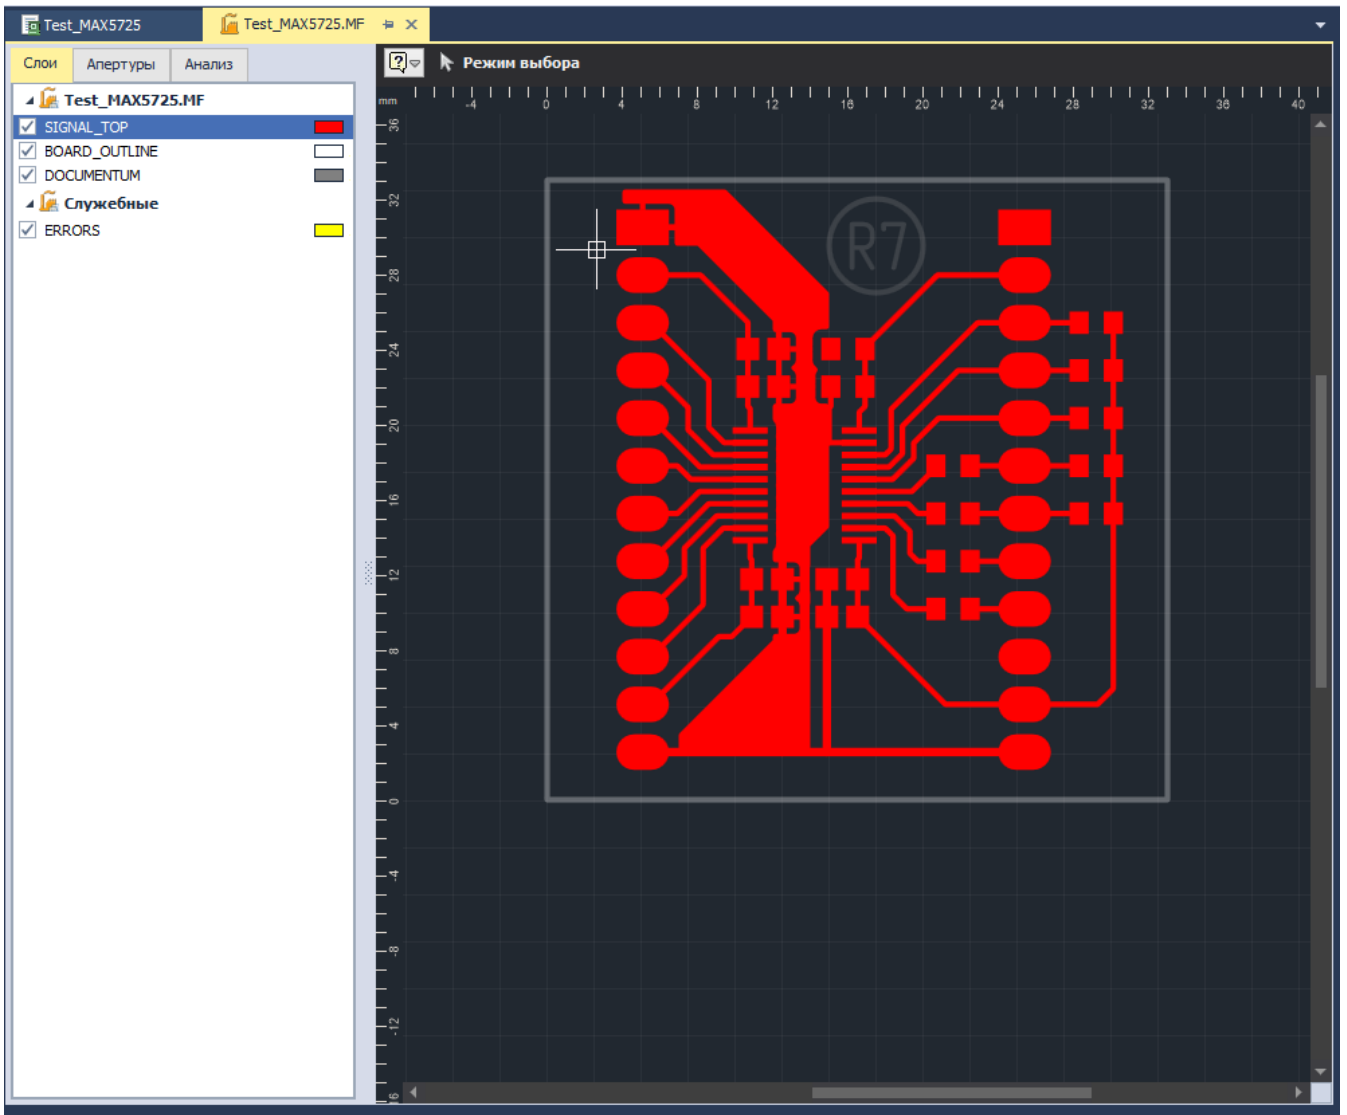 Test_MAX5725
Test_MAX5725.MF
Слои Апертуры Анализ
Режим выбора
Test_MAX5725.MF
SIGNAL_TOP
BOARD_OUTLINE
DOCUMENTUM
Служебные
ERRORS
mm
-4 0 4 8 12 16 20 24 28 32 36 40
36
32
28
24
20
16
12
8
4
0
-4
-8
-12
R7